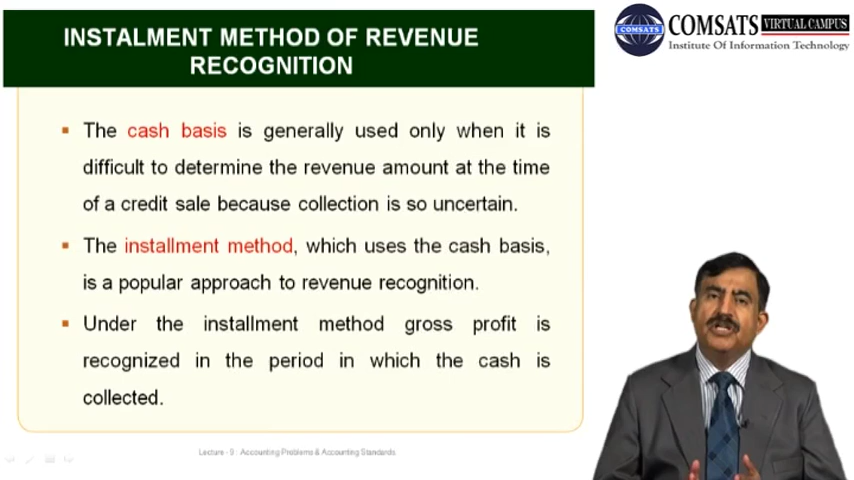 INSTALMENT METHOD OF REVENUE
RECOGNITION
COMSATS
COMSATS VIRTUAL CAMPUS
Institute Of Information Technology
▪ The cash basis is generally used only when it is
difficult to determine the revenue amount at the time
of a credit sale because collection is so uncertain.
▪ The installment method, which uses the cash basis,
is a popular approach to revenue recognition.
▪ Under the installment method gross profit is
recognized in the period in which the cash is
collected.
Lecture - 9 : Accounting Problems & Accounting Standards